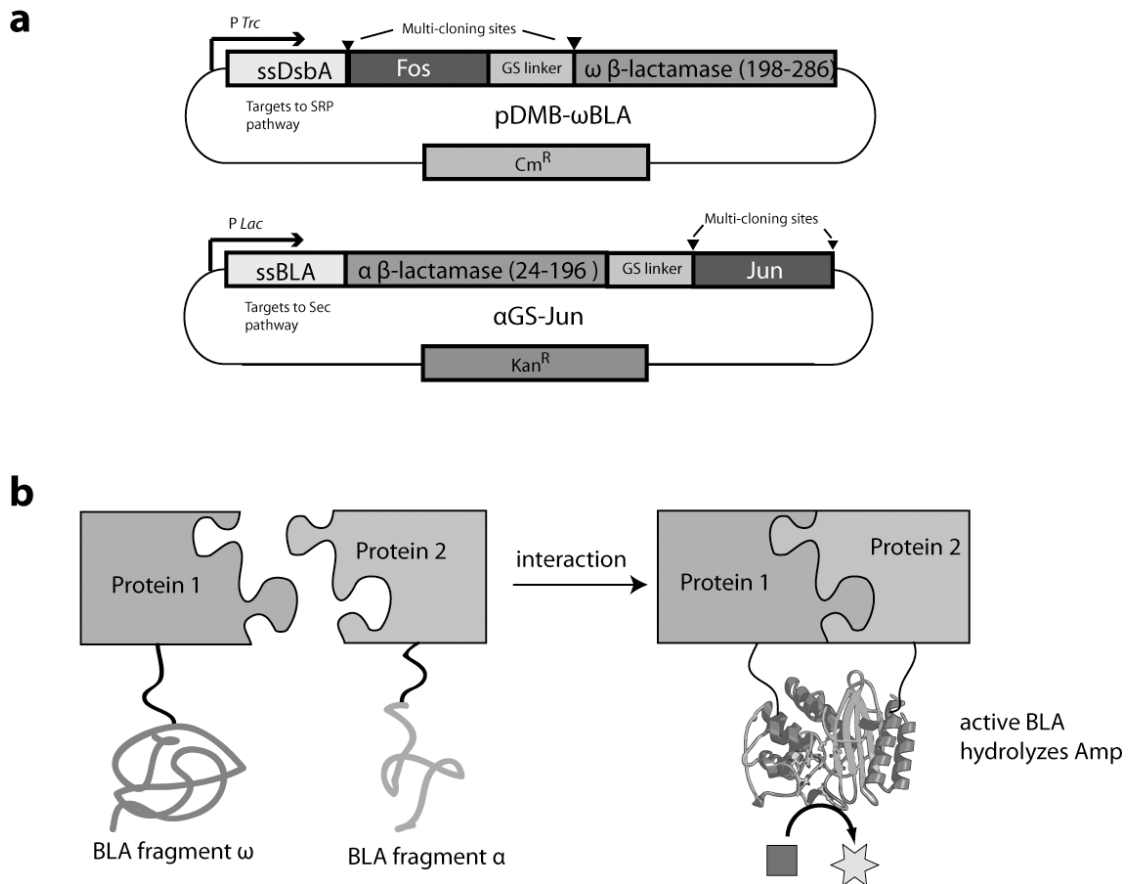 a
P Trc
Multi-cloning sites
ssDsbA
Fos
GS linker
ω β-lactamase (198-286)
Targets to SRP
pathway
pDMB-ωBLA
Cm^R
P Lac
Multi-cloning sites
ssBLA
α β-lactamase (24-196 )
GS linker
Jun
Targets to Sec
pathway
αGS-Jun
Kan^R
b
Protein 1
Protein 2
interaction
Protein 1
Protein 2
active BLA
hydrolyzes Amp
BLA fragment ω
BLA fragment α